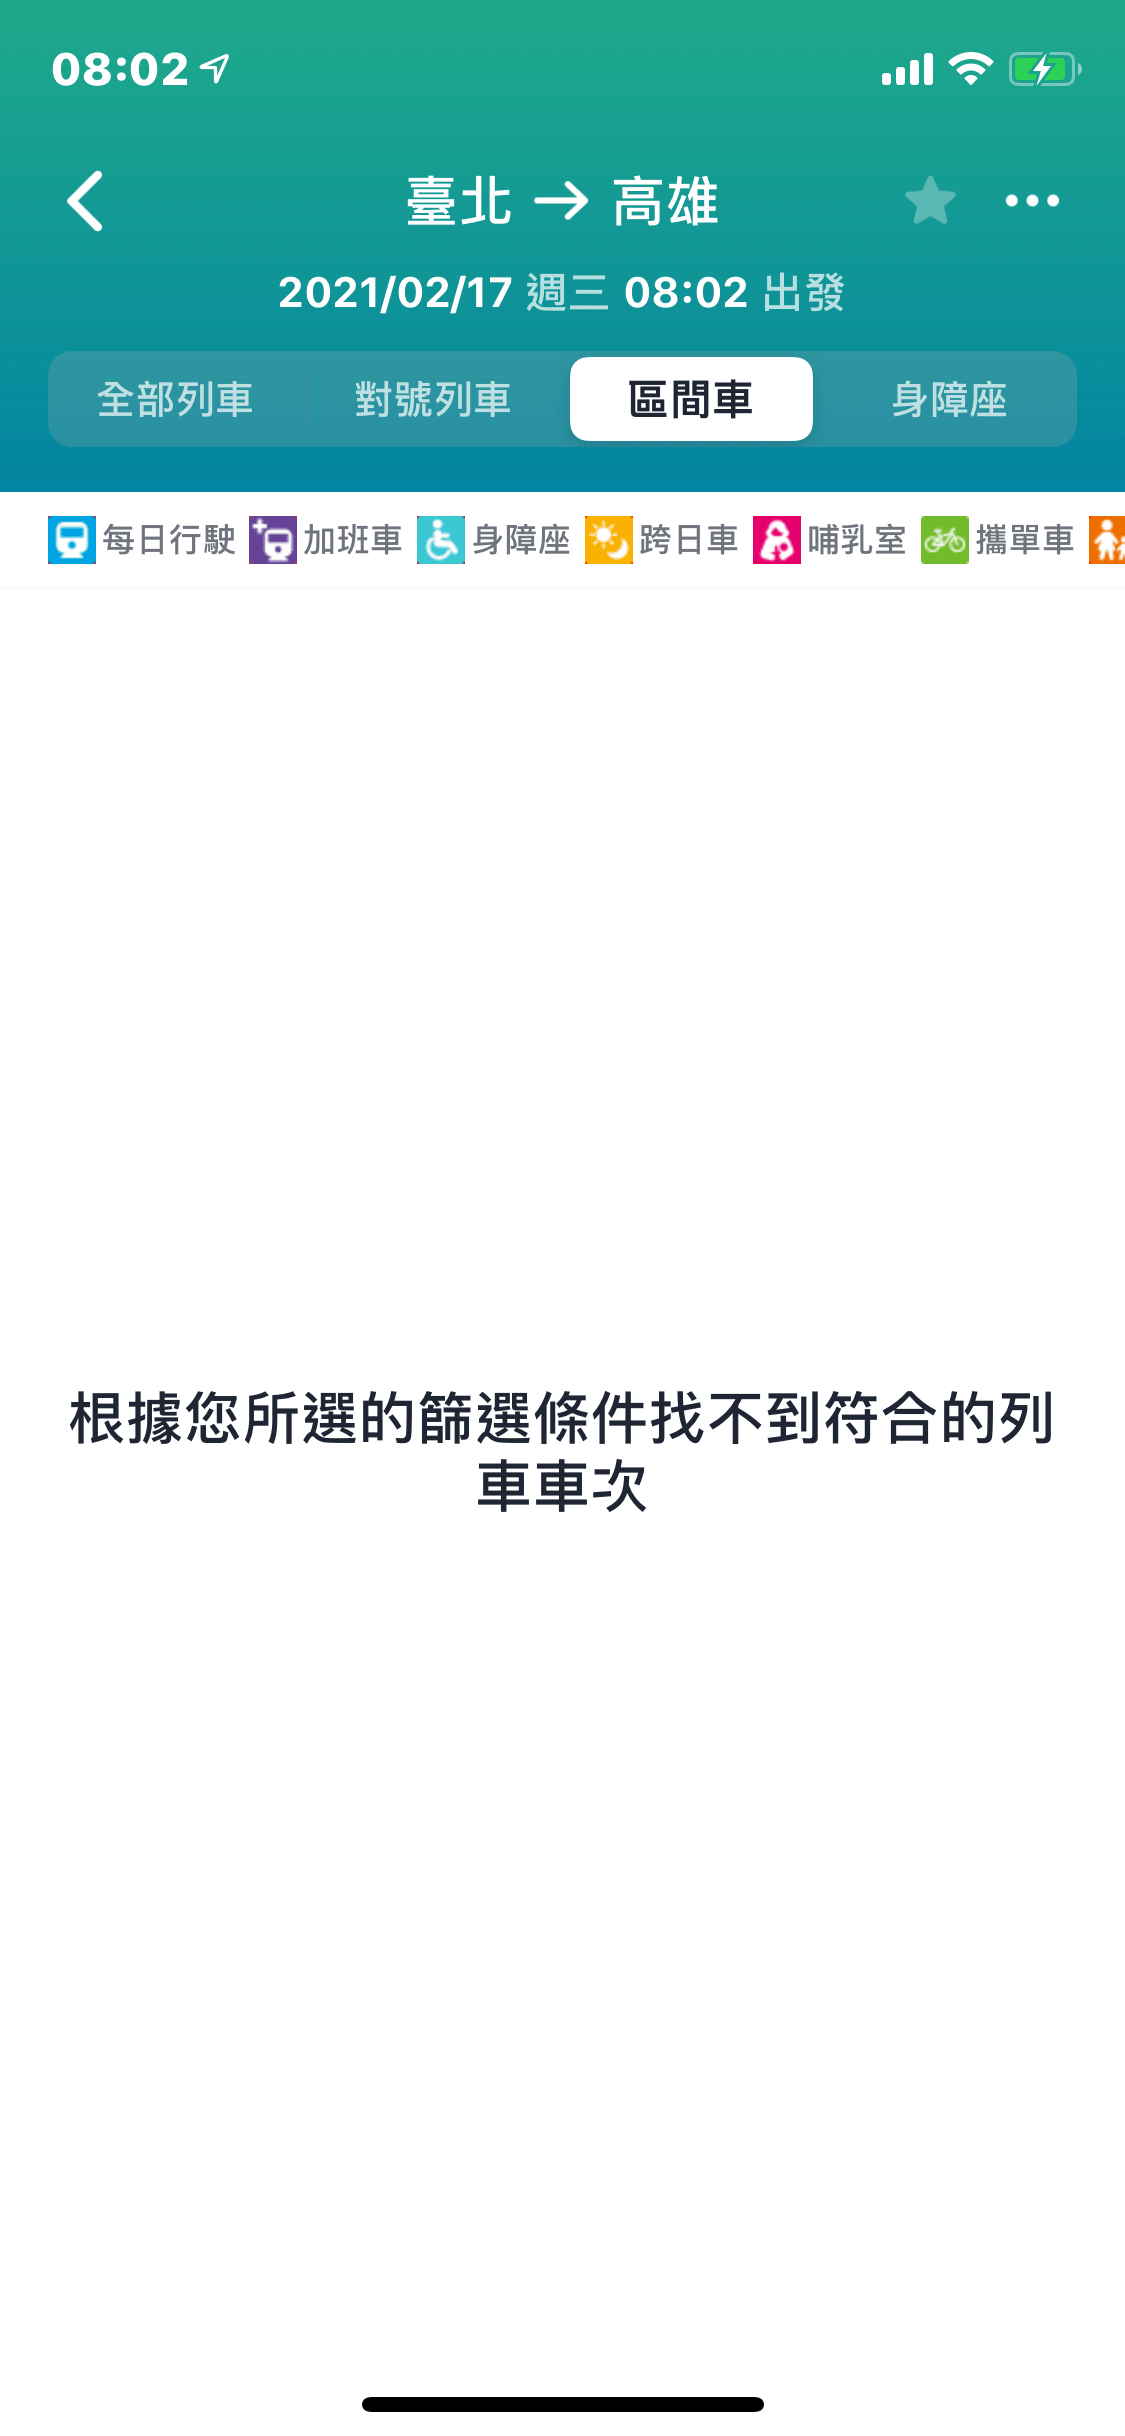 08:02
臺北 → 高雄
2021/02/17 週三 08:02 出發
全部列車 對號列車 區間車 身障座
每日行駛 加班車 身障座 跨日車 哺乳室 攜單車
根據您所選的篩選條件找不到符合的列
車車次